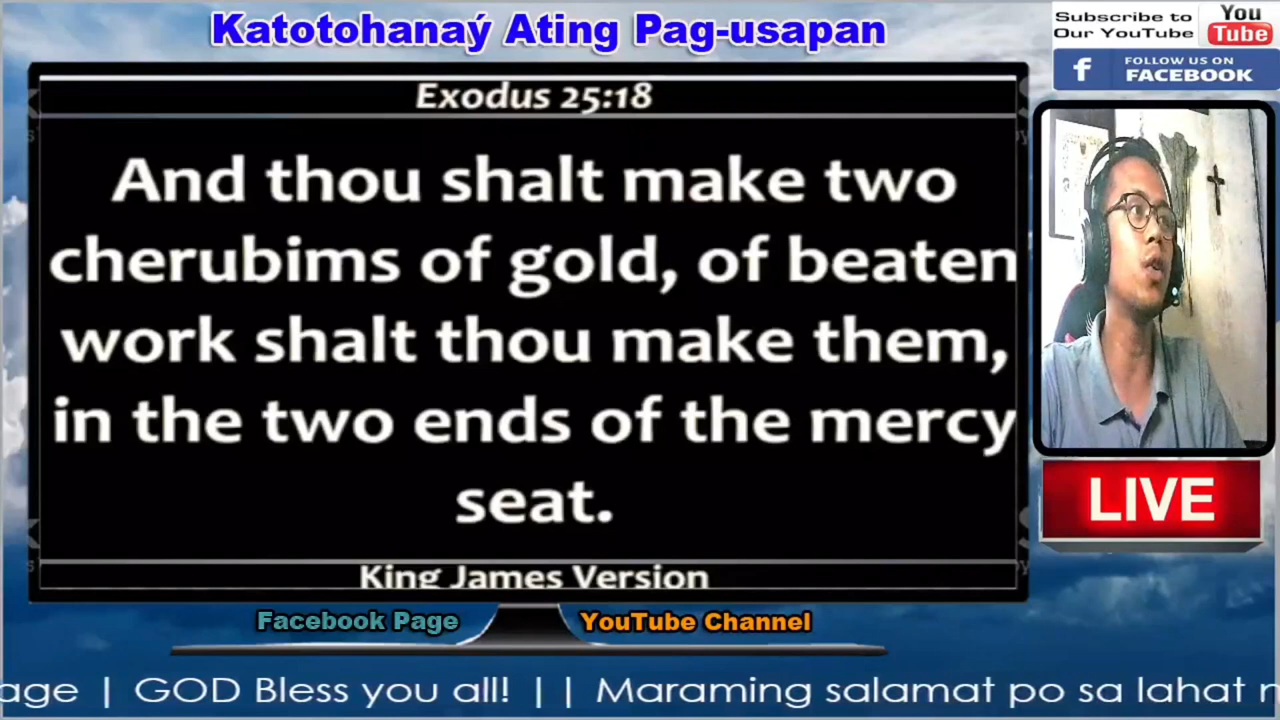 Katotohanaý Ating Pag-usapan
Subscribe to
Our YouTube
You
Tube
f
FOLLOW US ON
FACEBOOK
Exodus 25:18
And thou shalt make two
cherubims of gold, of beaten
work shalt thou make them,
in the two ends of the mercy
seat.
King James Version
LIVE
Facebook Page
YouTube Channel
age | GOD Bless you all! | | Maraming salamat po sa lahat